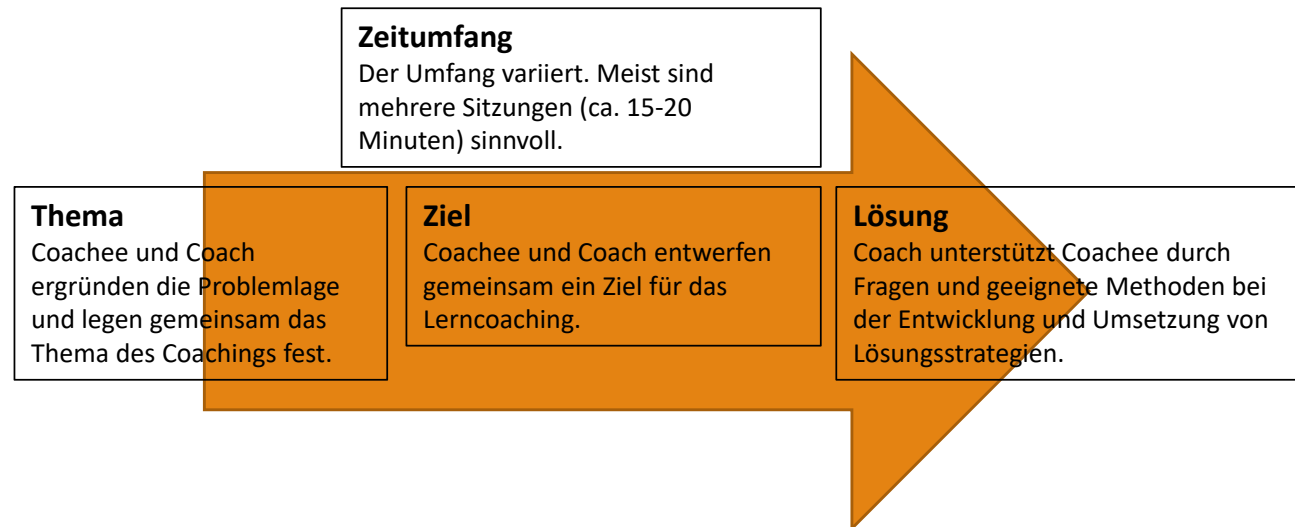 Zeitumfang
Der Umfang variiert. Meist sind
mehrere Sitzungen (ca. 15-20
Minuten) sinnvoll.
Thema
Coachee und Coach
ergründen die Problemlage
und legen gemeinsam das
Thema des Coachings fest.
Ziel
Coachee und Coach entwerfen
gemeinsam ein Ziel für das
Lerncoaching.
Lösung
Coach unterstützt Coachee durch
Fragen und geeignete Methoden bei
der Entwicklung und Umsetzung von
Lösungsstrategien.